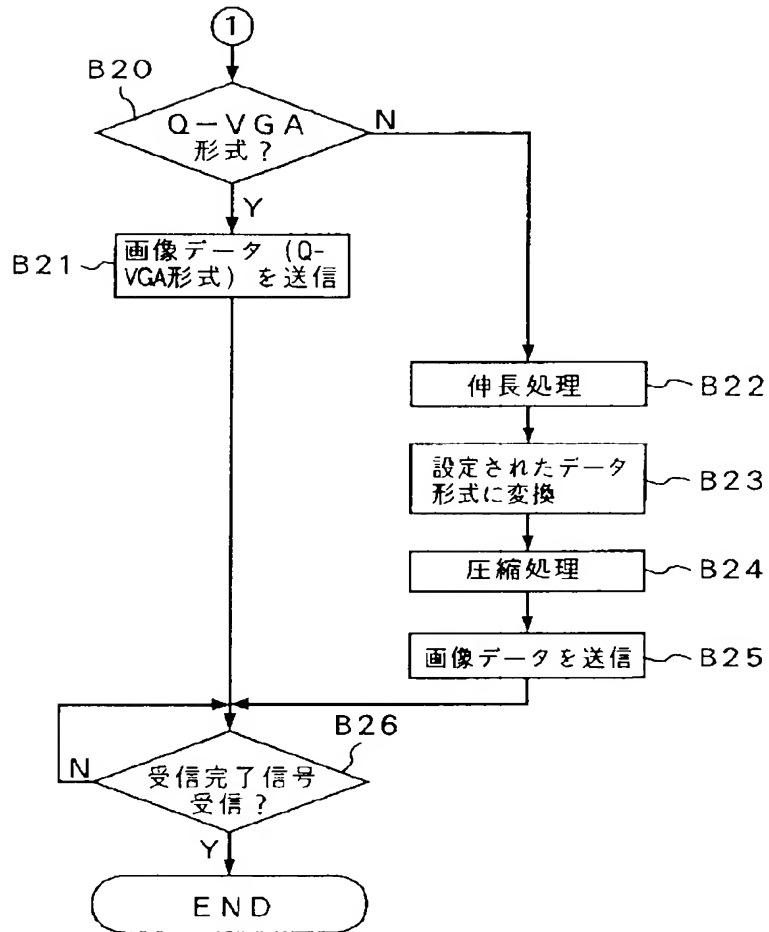 1
B20
Q-VGA
形式?
N
Y
B21
画像データ(Q-
VGA形式)を送信
伸長処理
B22
設定されたデータ
形式に変換
B23
圧縮処理
B24
画像データを送信
B25
B26
N
受信完了信号
受信?
Y
END